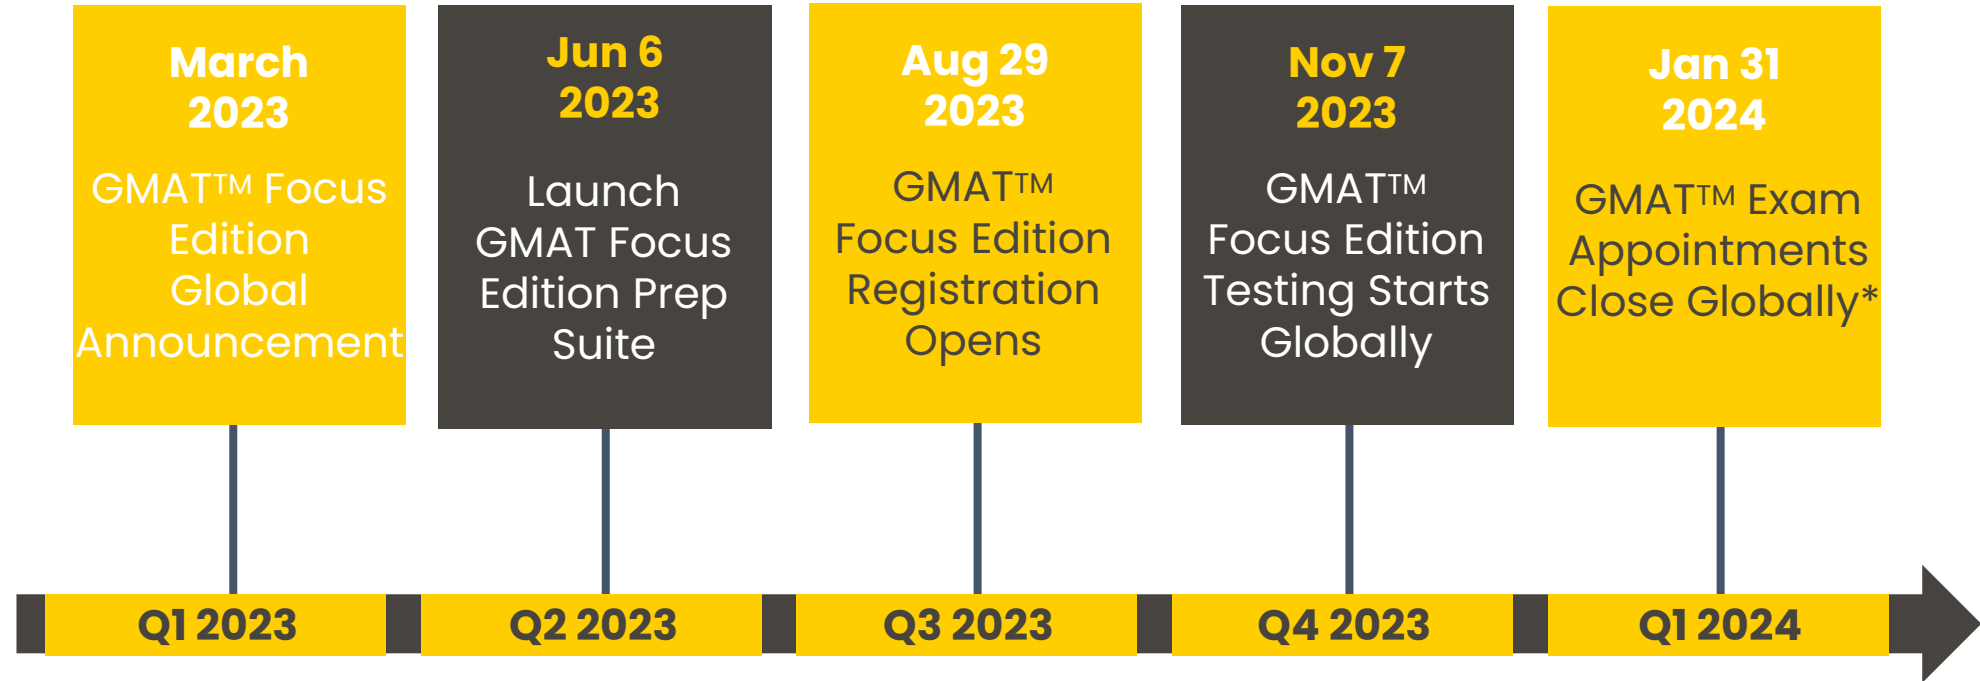 March
2023
GMAT™ Focus
Edition
Global
Announcement
Jun 6
2023
Launch
GMAT Focus
Edition Prep
Suite
Aug 29
2023
GMAT™
Focus Edition
Registration
Opens
Nov 7
2023
GMAT™
Focus Edition
Testing Starts
Globally
Jan 31
2024
GMAT™ Exam
Appointments
Close Globally*
Q1 2023
Q2 2023
Q3 2023
Q4 2023
Q1 2024